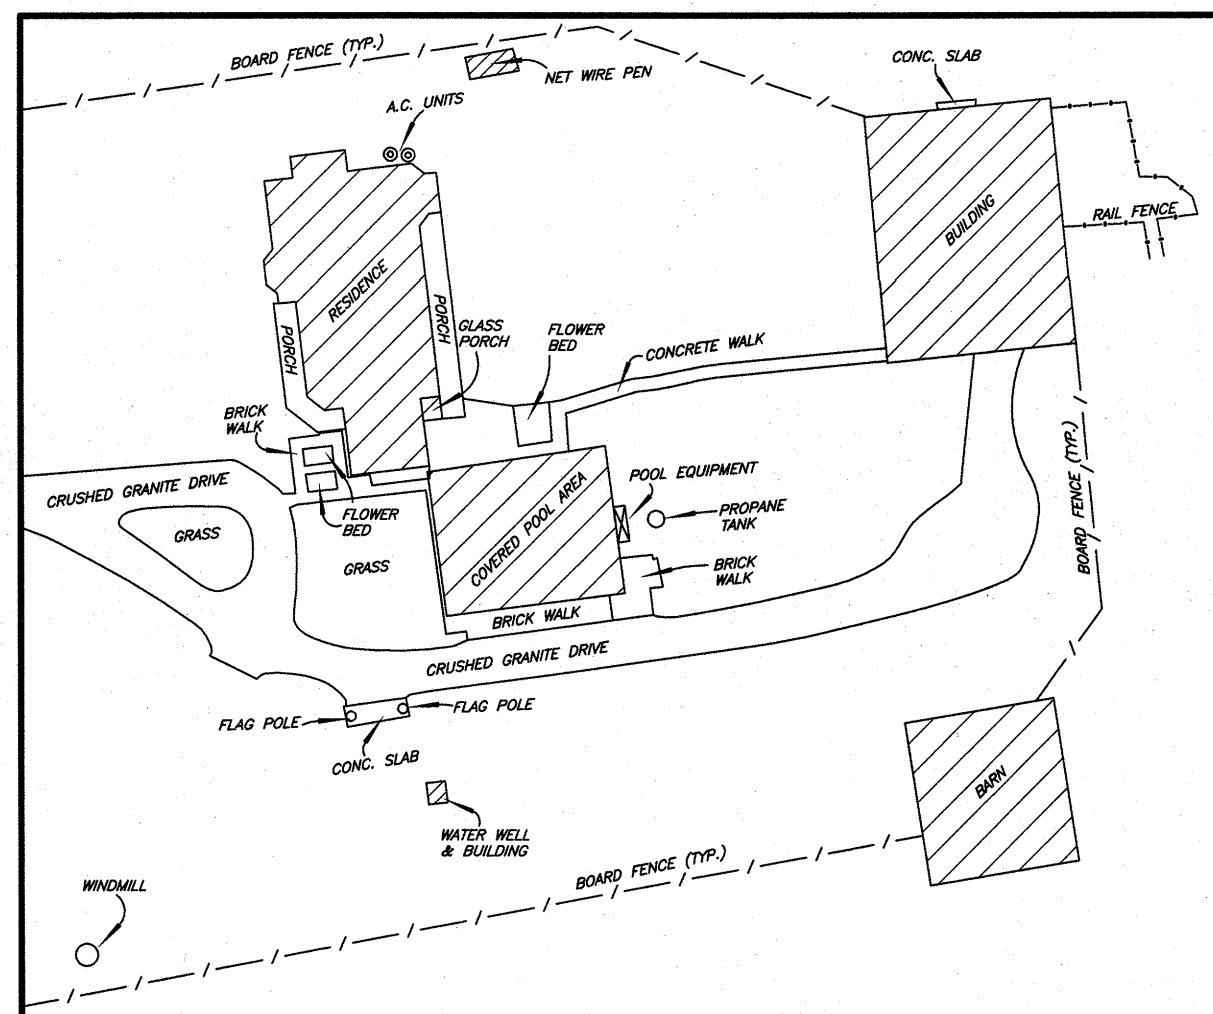 BOARD FENCE (TYP.)
NET WIRE PEN
CONC. SLAB
A.C. UNITS
RAIL FENCE
BUILDING
RESIDENCE
PORCH
PORCH
GLASS
PORCH
FLOWER
BED
CONCRETE WALK
BRICK
WALK
BOARD FENCE (TYP.)
CRUSHED GRANITE DRIVE
FLOWER
BED
GRASS
GRASS
COVERED POOL AREA
POOL EQUIPMENT
PROPANE
TANK
BRICK
WALK
BRICK WALK
CRUSHED GRANITE DRIVE
FLAG POLE
FLAG POLE
CONC. SLAB
BARN
WATER WELL
& BUILDING
BOARD FENCE (TYP.)
WINDMILL